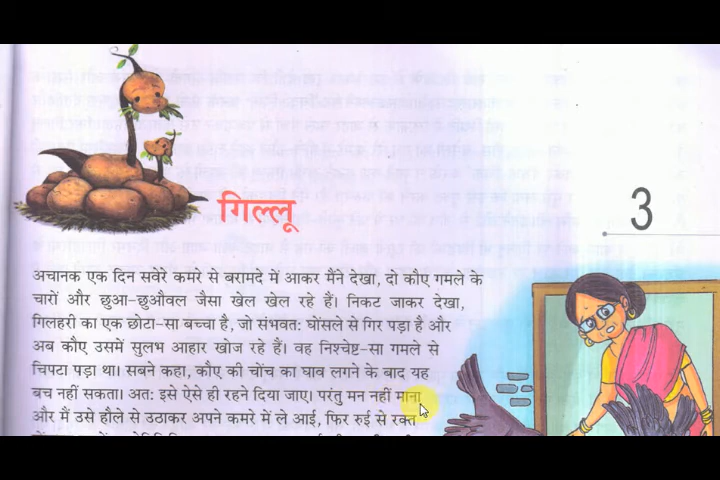 गिल्लू
3
अचानक एक दिन सवेरे कमरे से बरामदे में आकर मैंने देखा, दो कौए गमले के
चारों और छुआ-छुऔवल जैसा खेल खेल रहे हैं। निकट जाकर देखा,
गिलहरी का एक छोटा-सा बच्चा है, जो संभवतः घोंसले से गिर पड़ा है और
अब कौए उसमें सुलभ आहार खोज रहे हैं। वह निश्चेष्ट-सा गमले से
चिपटा पड़ा था। सबने कहा, कौए की चोंच का घाव लगने के बाद यह
बच नहीं सकता। अतः इसे ऐसे ही रहने दिया जाए। परंतु मन नहीं माना
और मैं उसे हौले से उठाकर अपने कमरे में ले आई, फिर रुई से रक्त